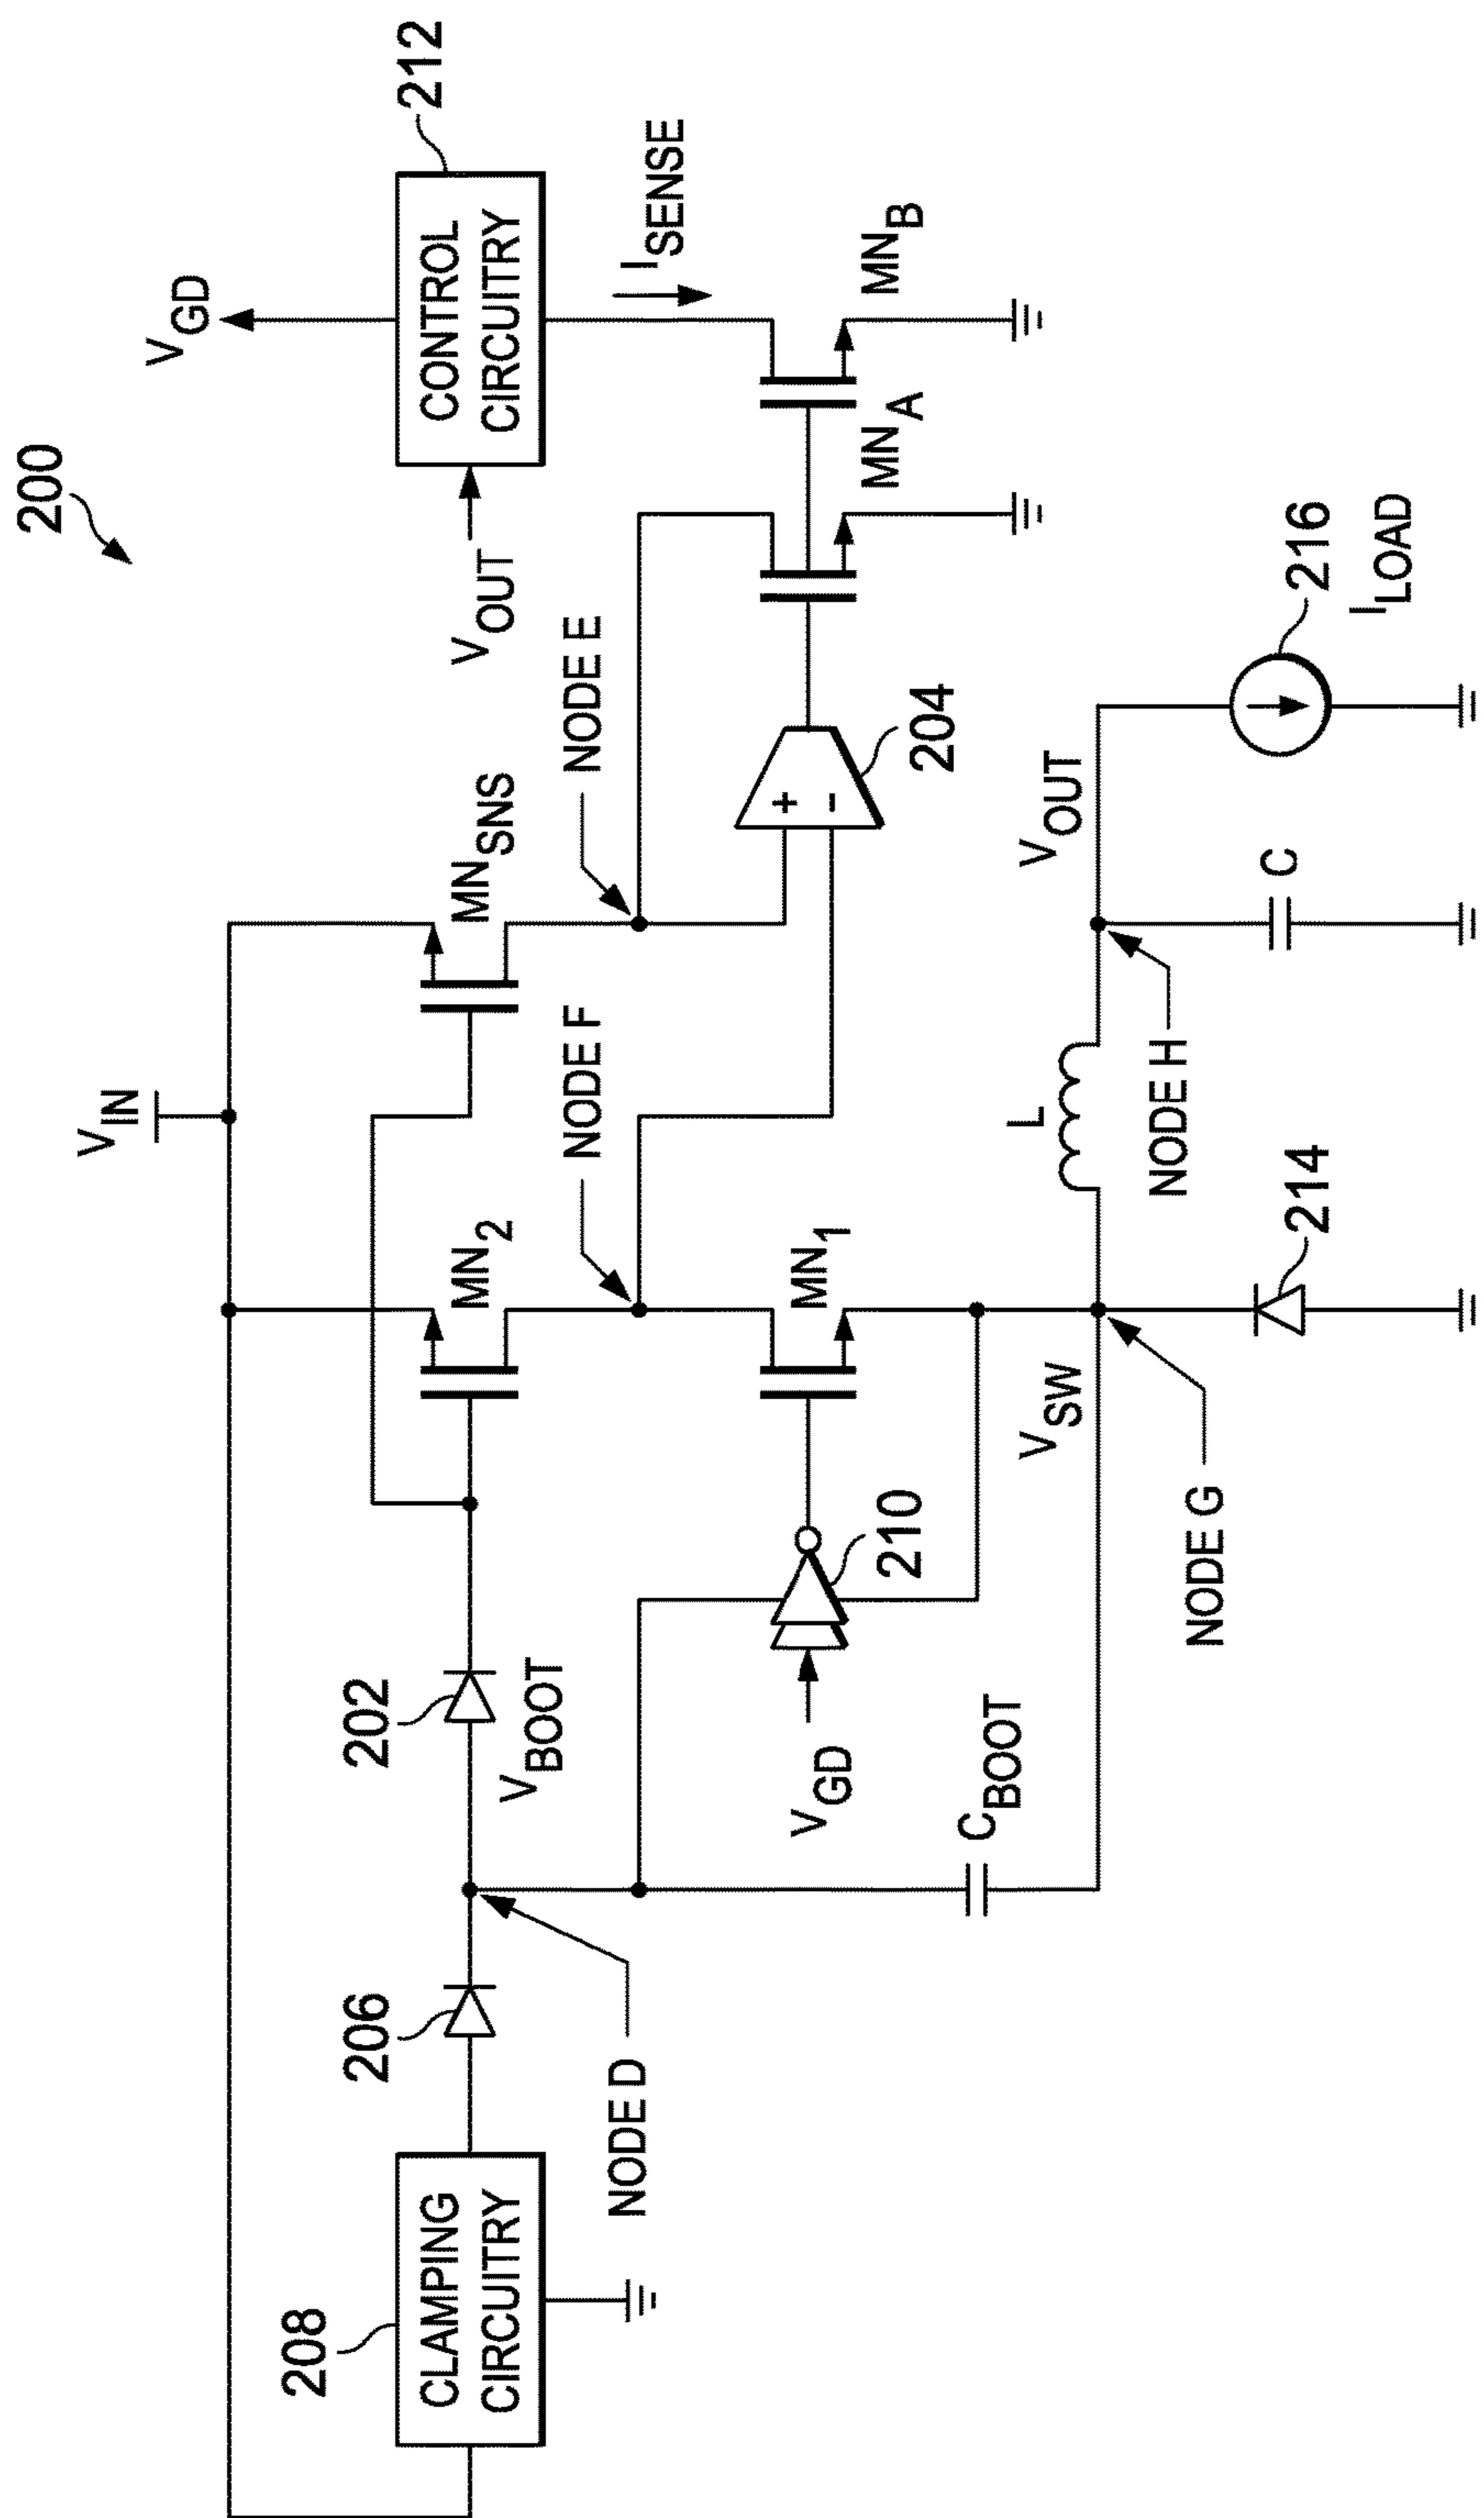 200
V_IN
V_GD
212
CONTROL
CIRCUITRY
V_OUT
I_SENSE
208
CLAMPING
CIRCUITRY
206
202
MN_2
MN_SNS
V_BOOT
NODE D
NODE F
NODE E
V_GD
210
MN_1
+
-
204
MN_A
MN_B
C_BOOT
V_SW
L
V_OUT
NODE G
NODE H
214
C
216
I_LOAD